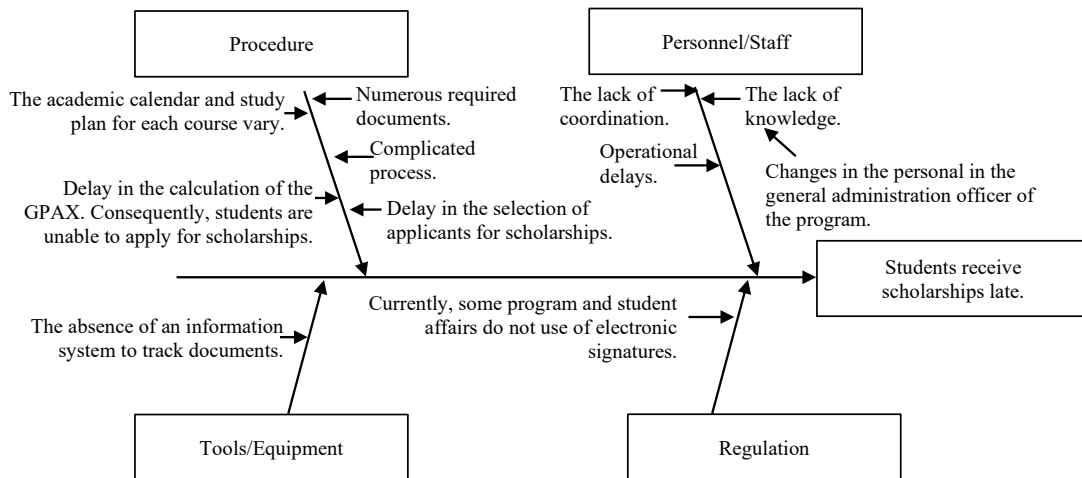 Procedure
Personnel/Staff
The academic calendar and study
plan for each course vary.
Numerous required
documents.
Complicated
process.
Delay in the calculation of the
GPAX. Consequently, students are
unable to apply for scholarships.
Delay in the selection of
applicants for scholarships.
The lack of
coordination.
The lack of
knowledge.
Operational
delays.
Changes in the personal in the
general administration officer of
the program.
Students receive
scholarships late.
The absence of an information
system to track documents.
Currently, some program and student
affairs do not use of electronic
signatures.
Tools/Equipment
Regulation